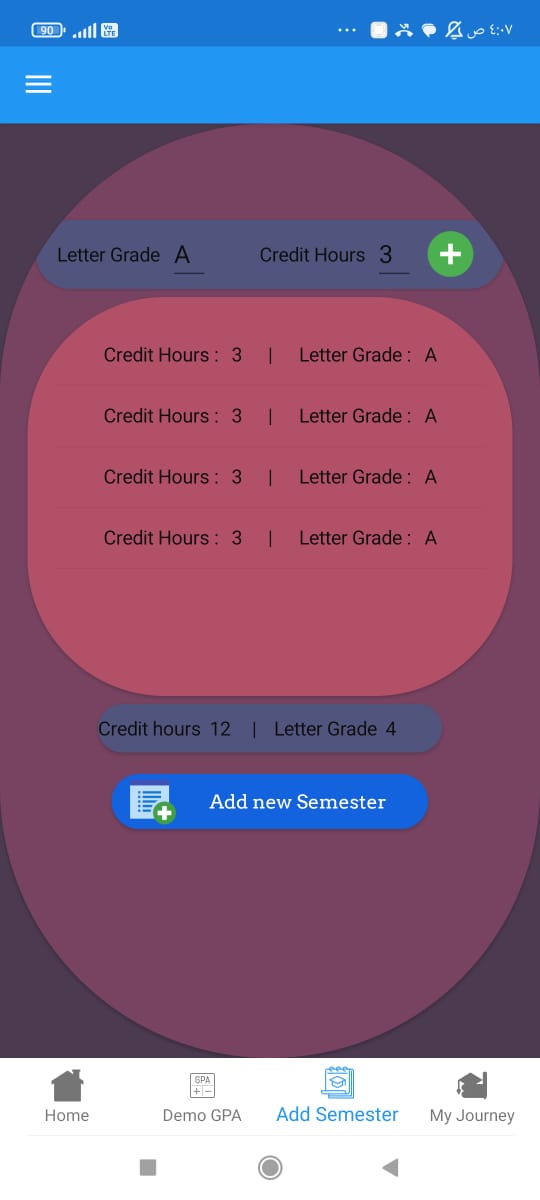 90 Vo LTE ٤:٠٧ ص
Letter Grade A Credit Hours 3
Credit Hours : 3 | Letter Grade : A
Credit Hours : 3 | Letter Grade : A
Credit Hours : 3 | Letter Grade : A
Credit Hours : 3 | Letter Grade : A
Credit hours 12 | Letter Grade 4
Add new Semester
GPA
Home Demo GPA Add Semester My Journey